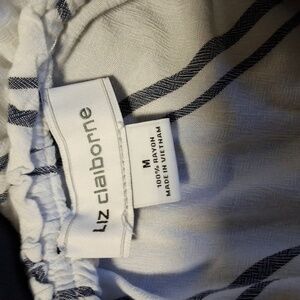 Liz claiborne
M
100% RAYON
MADE IN VIETNAM